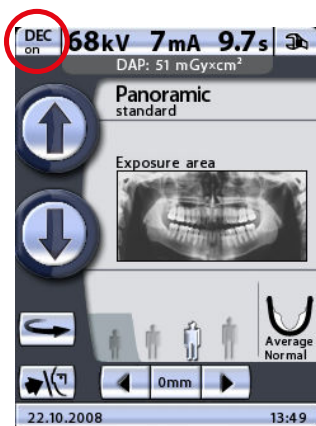 DEC on 68kV 7mA 9.7s
DAP: 51 mGy×cm²
Panoramic
standard
Exposure area
Average
Normal
0mm
22.10.2008 13:49